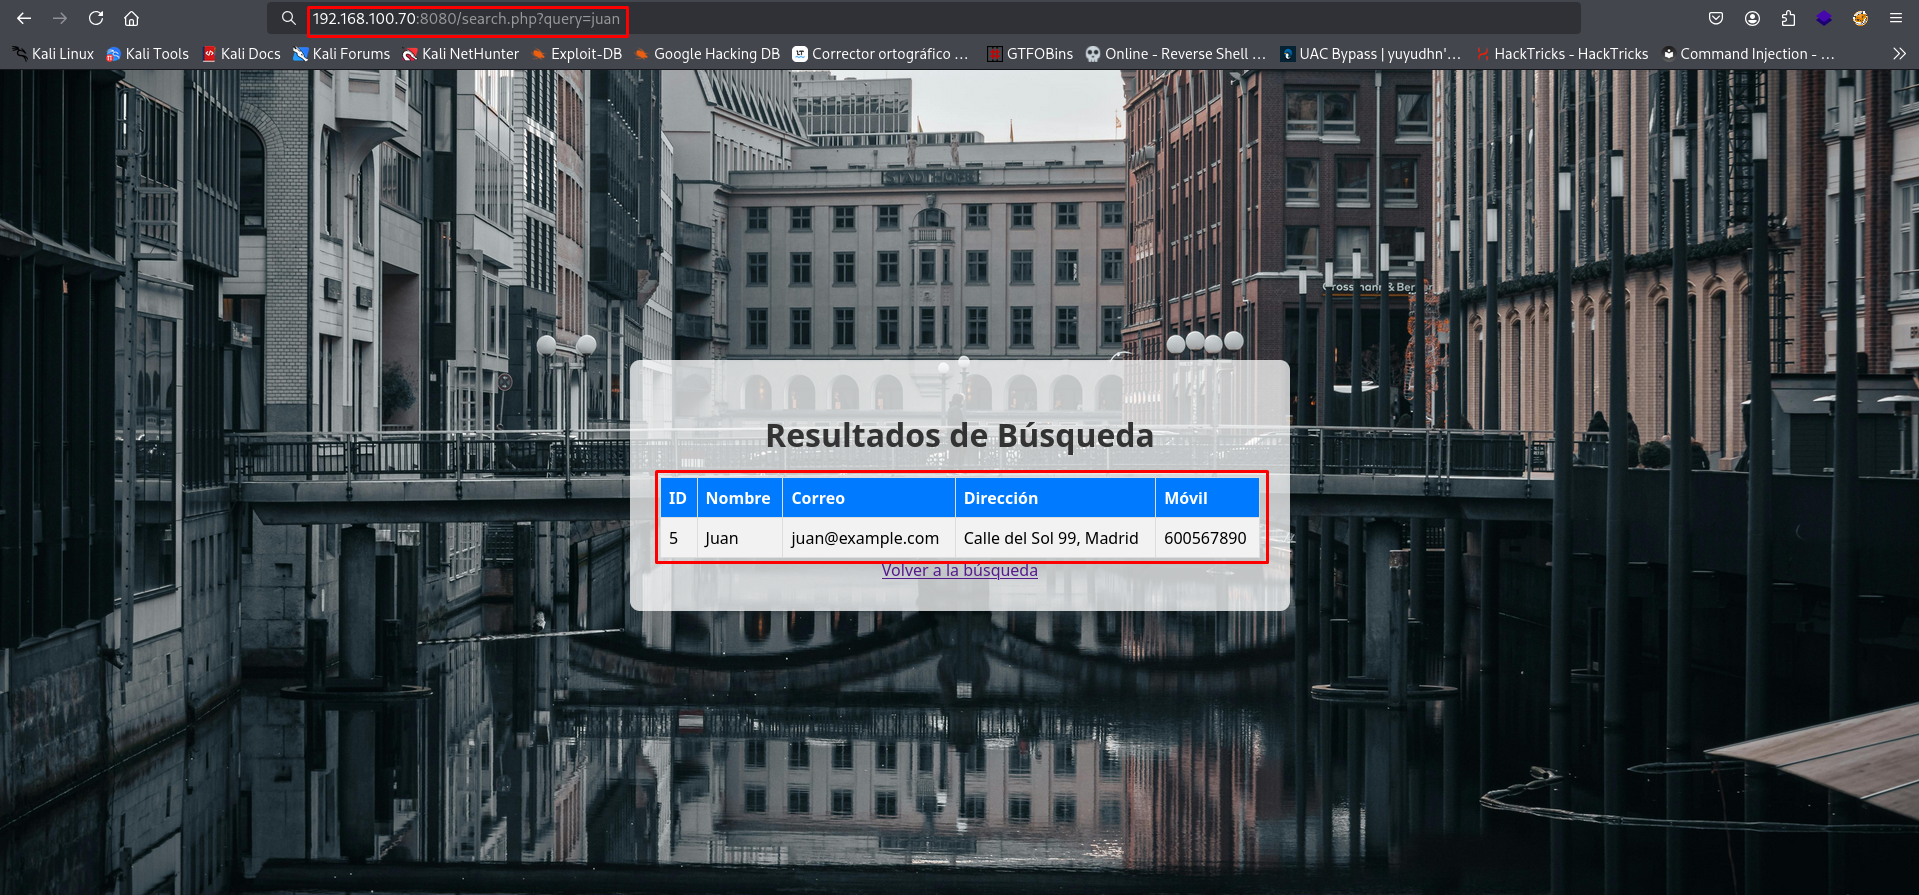 192.168.100.70:8080/search.php?query=juan
Kali Linux Kali Tools Kali Docs Kali Forums Kali NetHunter Exploit-DB Google Hacking DB Corrector ortográfico ... GTFOBins Online - Reverse Shell ... UAC Bypass | yuyudhn'... HackTricks - HackTricks Command Injection - ...
Resultados de Búsqueda
ID Nombre Correo Dirección Móvil
5 Juan juan@example.com Calle del Sol 99, Madrid 600567890
Volver a la búsqueda